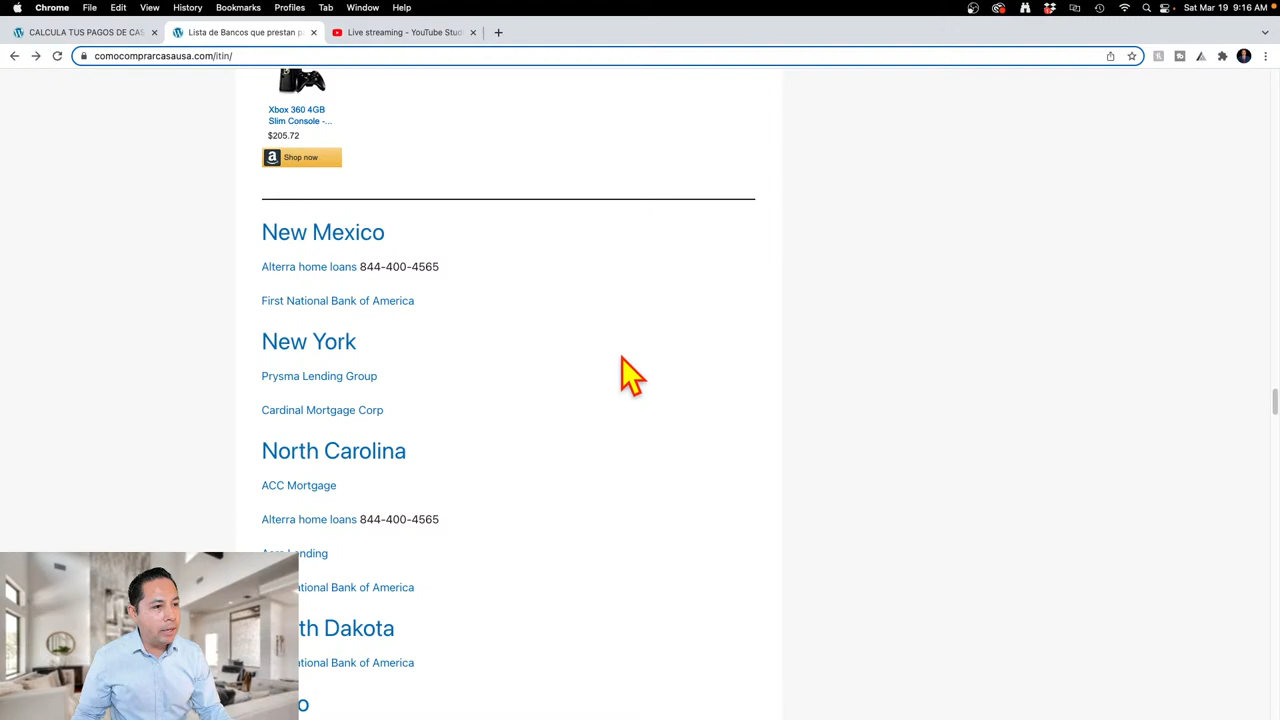 Chrome File Edit View History Bookmarks Profiles Tab Window Help Sat Mar 19 9:16 AM
CALCULA TUS PAGOS DE CAS Lista de Bancos que prestan pa Live streaming - YouTube Stud
comocomprarcasausa.com/itin/
Xbox 360 4GB
Slim Console -...
$205.72
a Shop now
New Mexico
Alterra home loans 844-400-4565
First National Bank of America
New York
Prysma Lending Group
Cardinal Mortgage Corp
North Carolina
ACC Mortgage
Alterra home loans 844-400-4565
ending
ational Bank of America
th Dakota
ational Bank of America
o